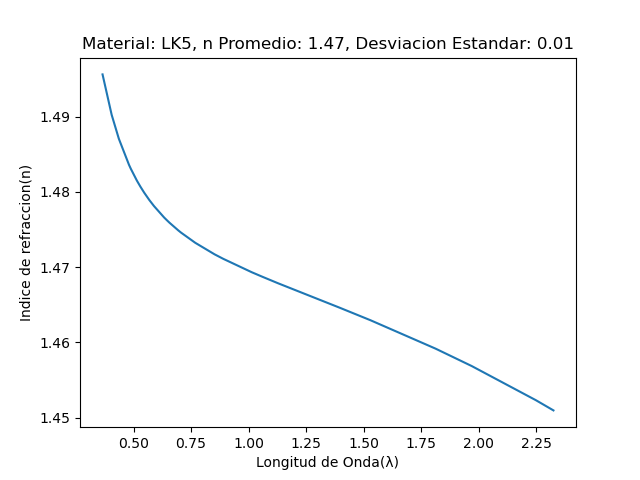 Material: LK5, n Promedio: 1.47, Desviacion Estandar: 0.01
Indice de refraccion(n)
1.49
1.48
1.47
1.46
1.45
0.50 0.75 1.00 1.25 1.50 1.75 2.00 2.25
Longitud de Onda(λ)